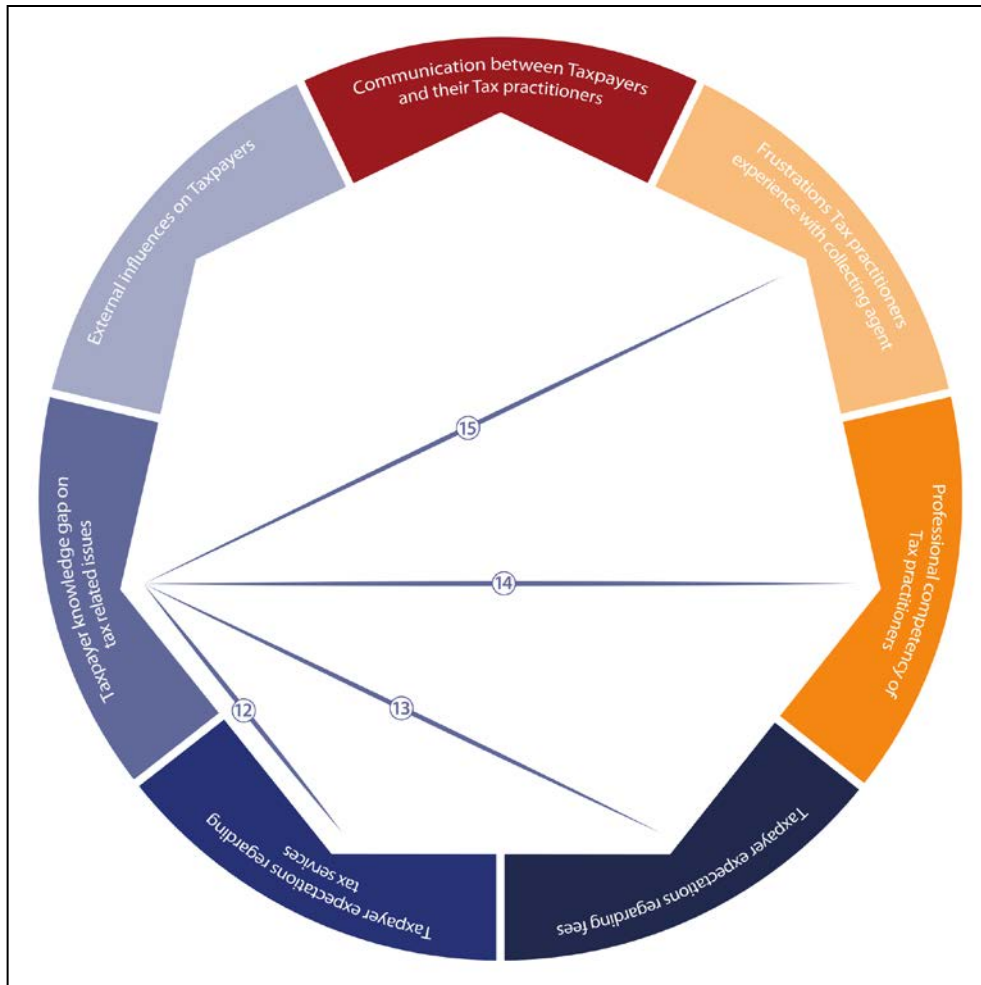 Communication between Taxpayers
and their Tax practitioners
Frustrations Tax practitioners
experience with collecting agent
Professional competency of
Tax practitioners
Taxpayer expectations regarding fees
Taxpayer expectations regarding
tax services
Taxpayer knowledge gap on
tax related issues
External influences on Taxpayers
15
14
13
12